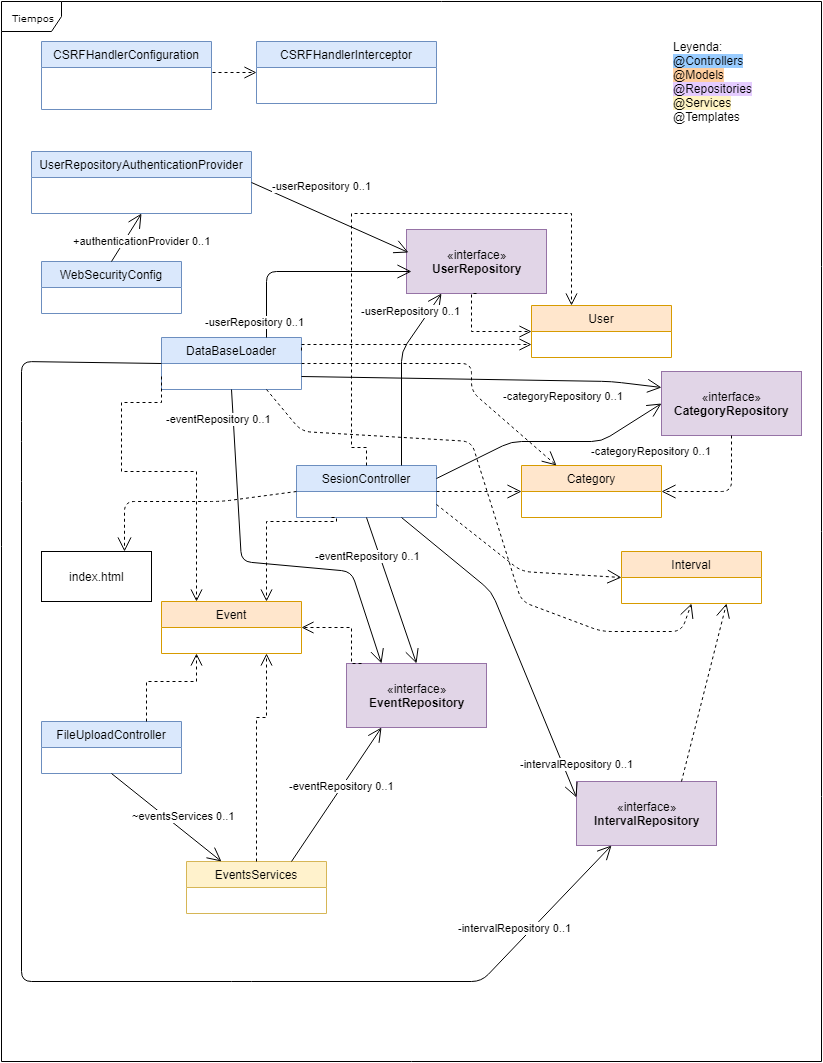 Tiempos
CSRFHandlerConfiguration
CSRFHandlerInterceptor
Leyenda:
@Controllers
@Models
@Repositories
@Services
@Templates
UserRepositoryAuthenticationProvider
-userRepository 0..1
+authenticationProvider 0..1
WebSecurityConfig
«interface»
UserRepository
-userRepository 0..1
-userRepository 0..1
User
DataBaseLoader
-categoryRepository 0..1
«interface»
CategoryRepository
-eventRepository 0..1
-categoryRepository 0..1
SesionController
Category
-eventRepository 0..1
index.html
Interval
Event
«interface»
EventRepository
FileUploadController
-intervalRepository 0..1
-eventRepository 0..1
~eventsServices 0..1
«interface»
IntervalRepository
EventsServices
-intervalRepository 0..1